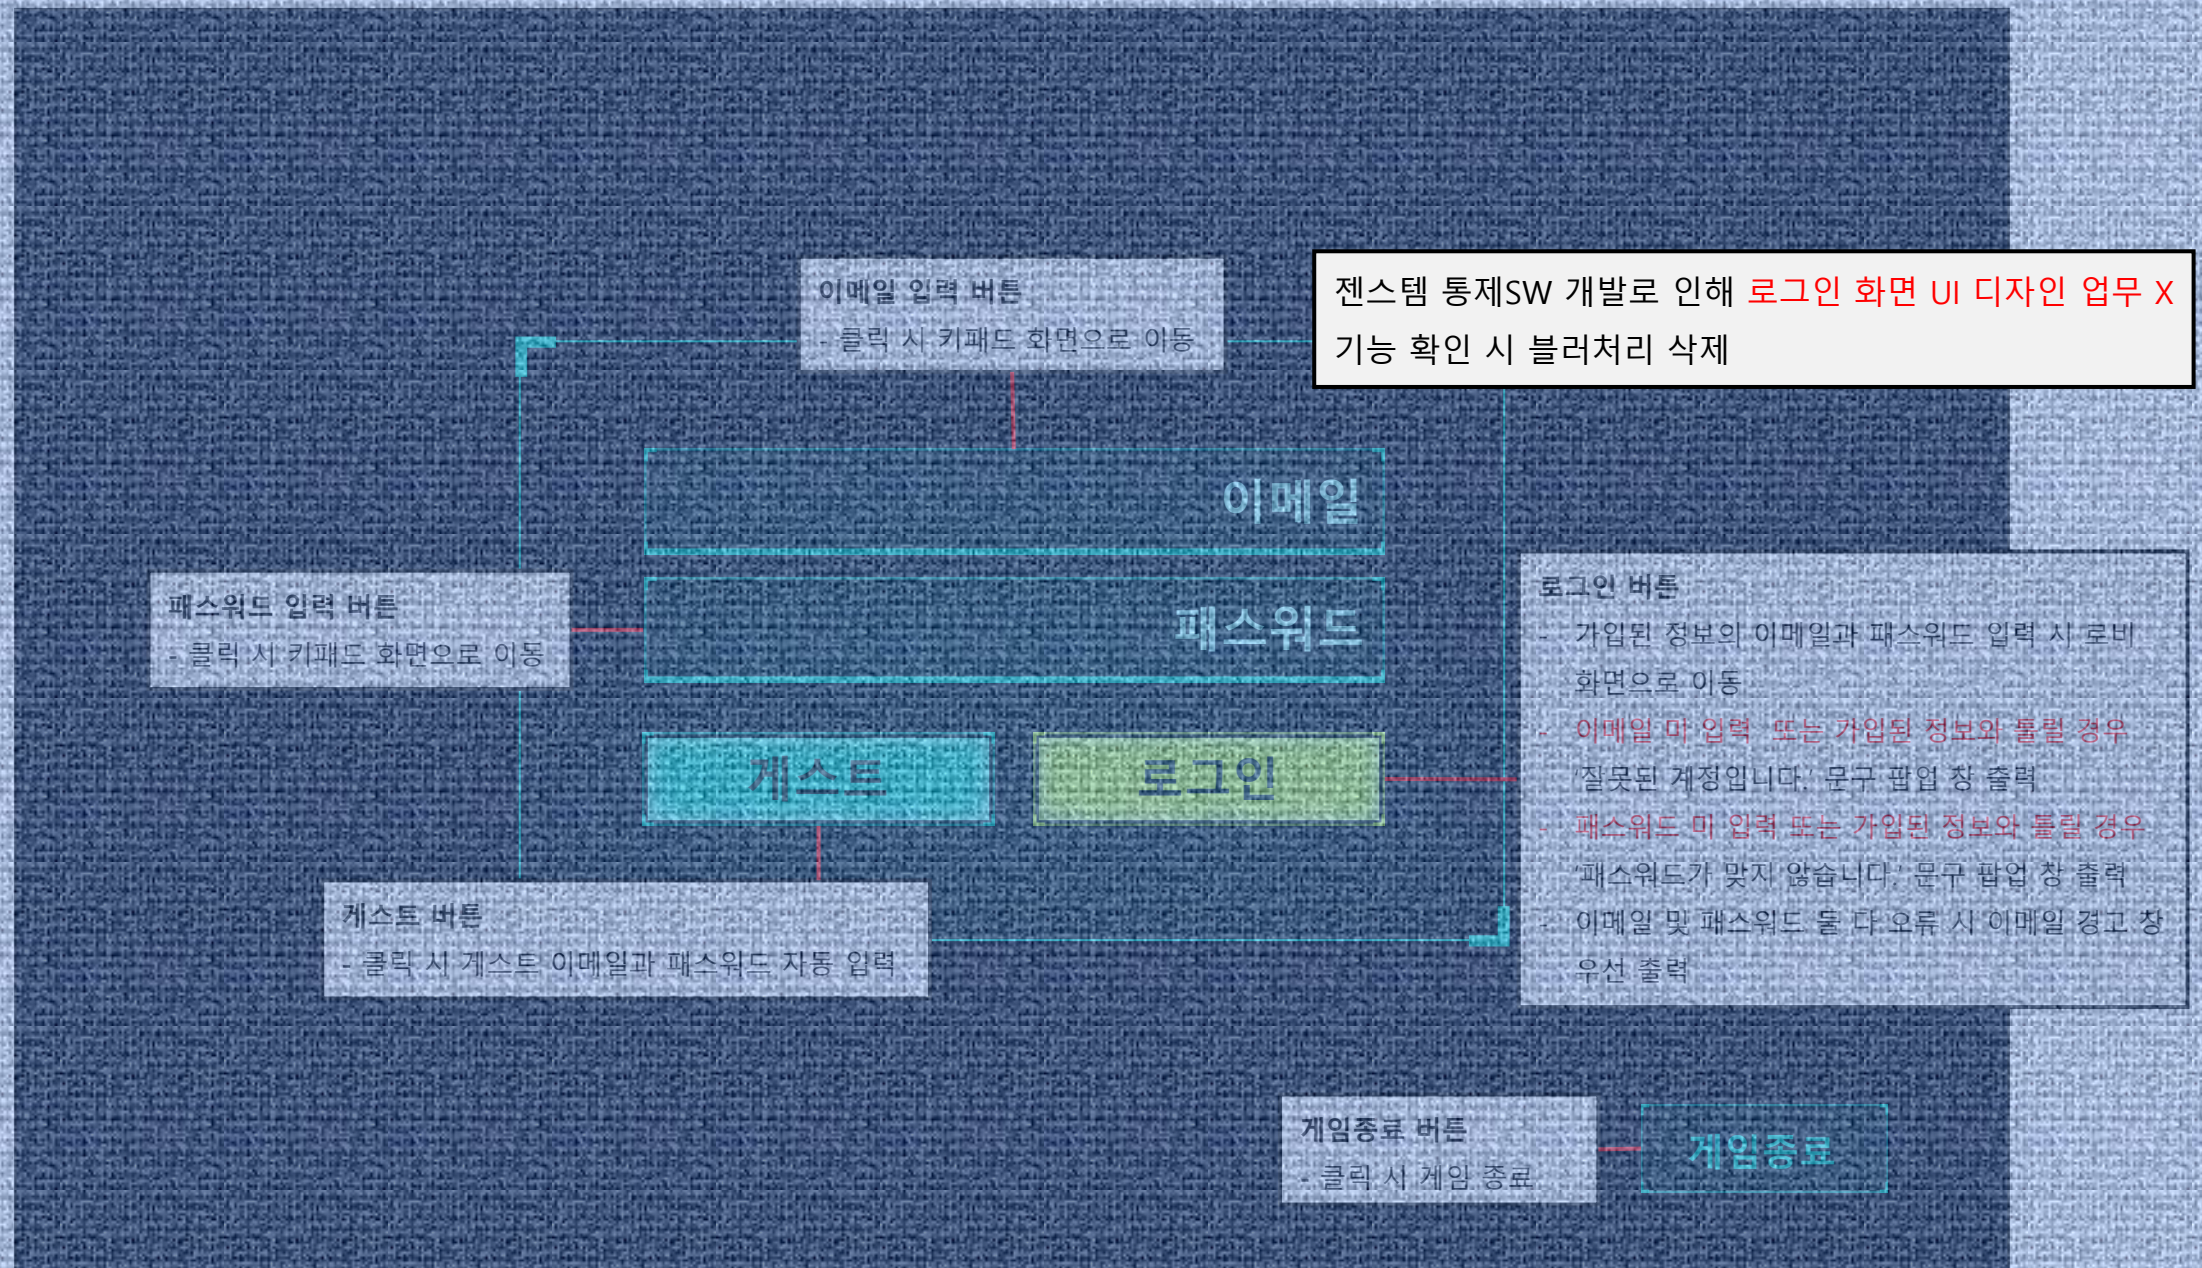 이메일 입력 버튼
- 클릭 시 키패드 화면으로 이동
젠스템 통제SW 개발로 인해 로그인 화면 UI 디자인 업무 X
기능 확인 시 블러처리 삭제
이메일
패스워드 입력 버튼
- 클릭 시 키패드 화면으로 이동
패스워드
게스트
로그인
로그인 버튼
- 가입된 정보의 이메일과 패스워드 입력 시 로비
화면으로 이동
- 이메일 미 입력 또는 가입된 정보와 틀릴 경우
‘잘못된 계정입니다.’ 문구 팝업 창 출력
- 패스워드 미 입력 또는 가입된 정보와 틀릴 경우
‘패스워드가 맞지 않습니다.’ 문구 팝업 창 출력
- 이메일 및 패스워드 둘 다 오류 시 이메일 경고 창
우선 출력
게스트 버튼
- 클릭 시 게스트 이메일과 패스워드 자동 입력
게임종료 버튼
- 클릭 시 게임 종료
게임종료